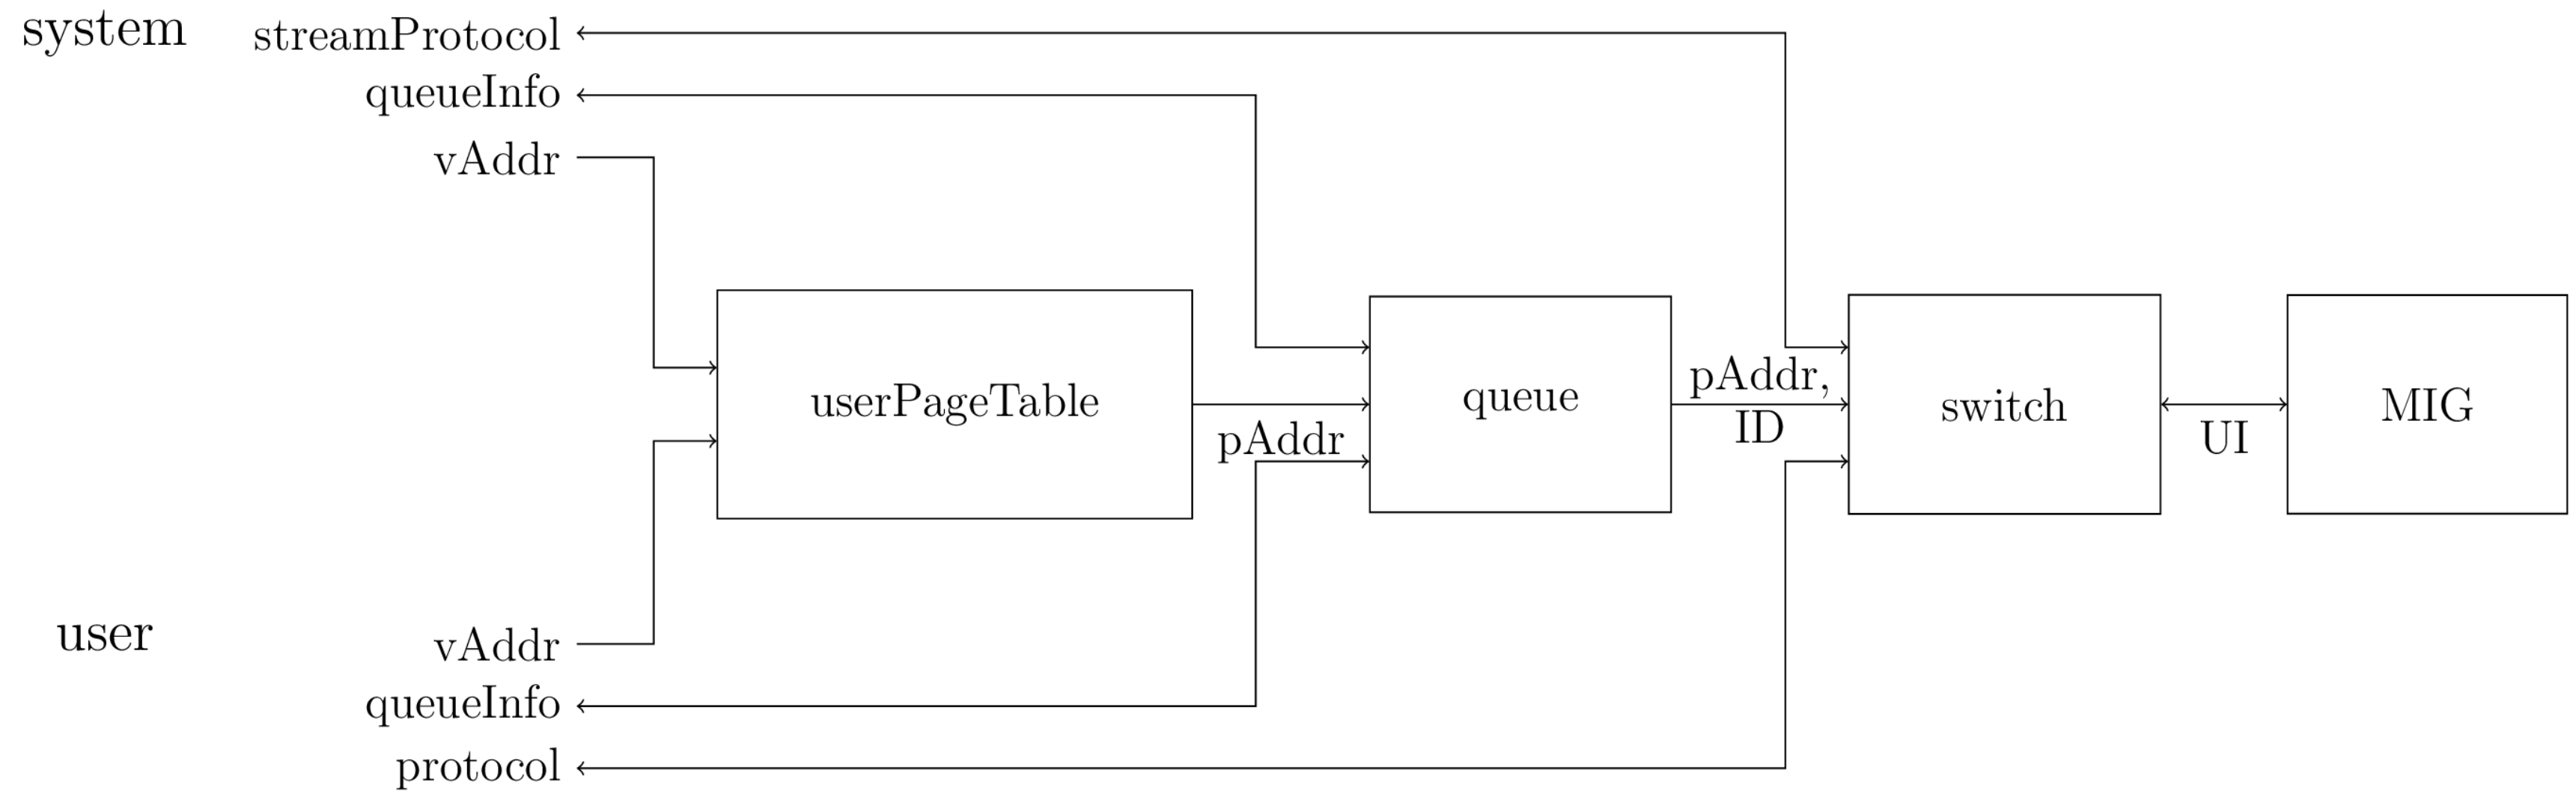 system
streamProtocol
queueInfo
vAddr
userPageTable
pAddr
queue
pAddr,
ID
switch
UI
MIG
user
vAddr
queueInfo
protocol